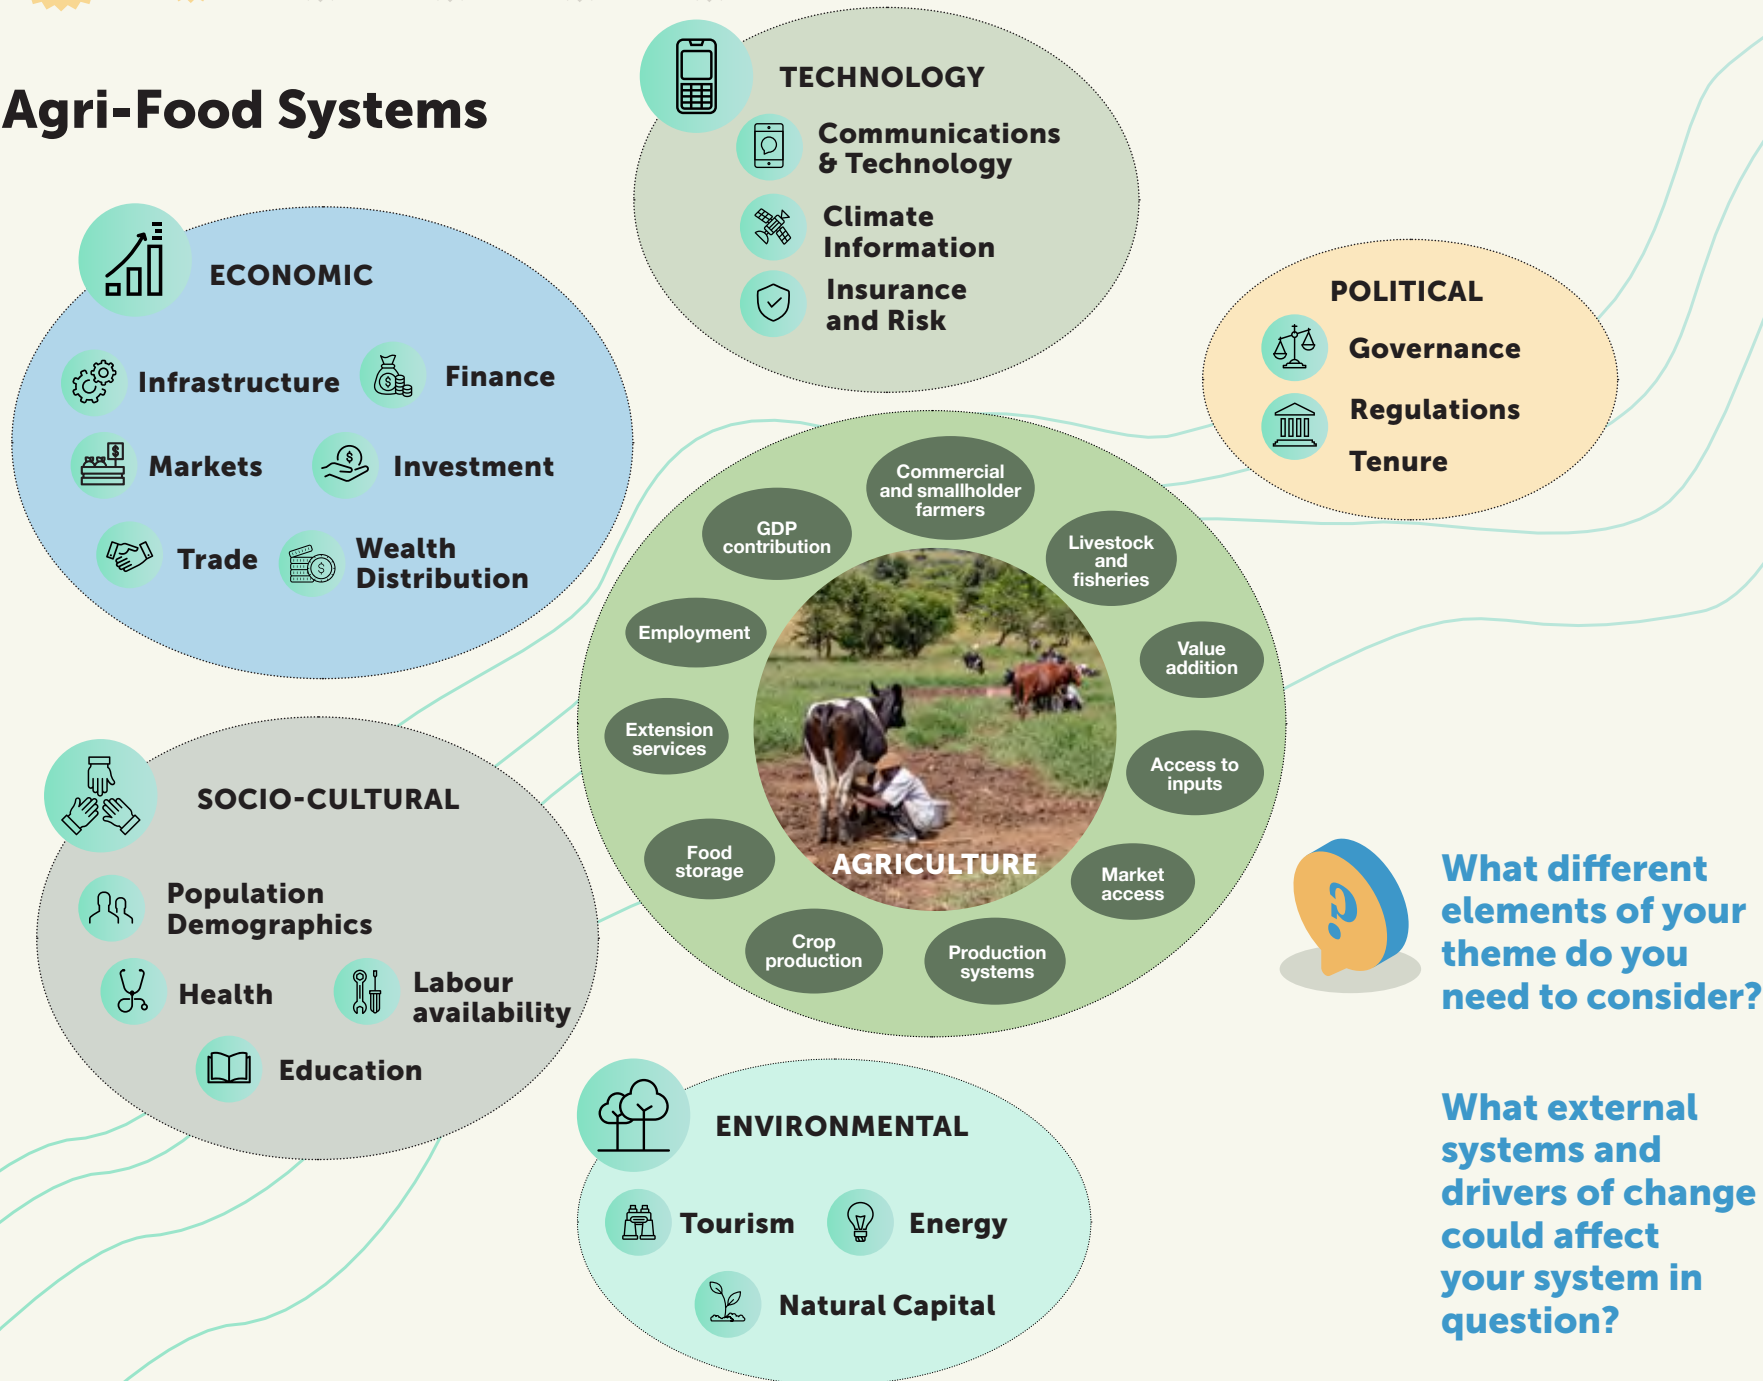 Agri-Food Systems
TECHNOLOGY
Communications
& Technology
Climate
Information
Insurance
and Risk
ECONOMIC
Infrastructure
Finance
Markets
Investment
Trade
Wealth
Distribution
POLITICAL
Governance
Regulations
Tenure
Commercial
and smallholder
farmers
Livestock
and
fisheries
Value
addition
Access to
inputs
Market
access
Production
systems
Crop
production
Food
storage
Extension
services
Employment
GDP
contribution
AGRICULTURE
SOCIO-CULTURAL
Population
Demographics
Health
Labour
availability
Education
ENVIRONMENTAL
Tourism
Energy
Natural Capital
What different
elements of your
theme do you
need to consider?
What external
systems and
drivers of change
could affect
your system in
question?